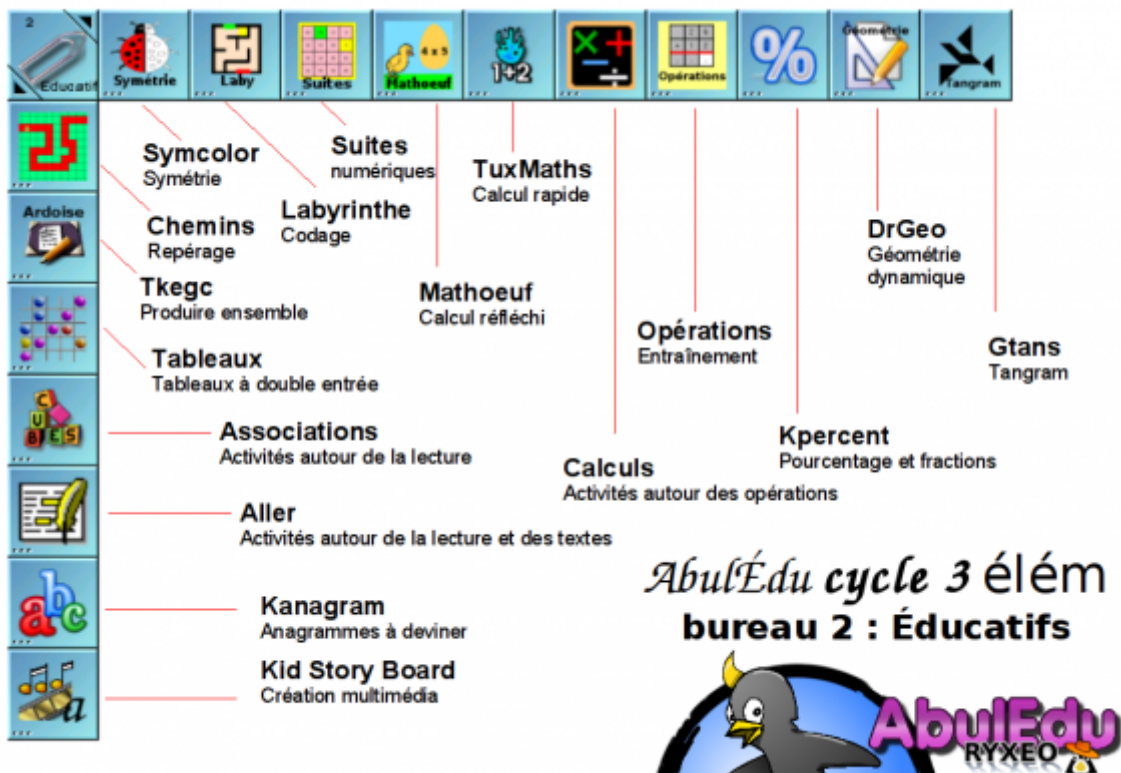 2
Educatif
Symétrie
Laby
Suites
4 x 5
Mathoeuf
1+2
Opérations
%
Géométrie
Tangram
Symcolor
Symétrie
Suites
numériques
TuxMaths
Calcul rapide
Labyrinthe
Codage
Chemins
Repérage
Ardoise
DrGeo
Géométrie
dynamique
Tkegc
Produire ensemble
Mathoeuf
Calcul réfléchi
Opérations
Entraînement
Gtans
Tangram
Tableaux
Tableaux à double entrée
CUBES
Associations
Activités autour de la lecture
Kpercent
Pourcentage et fractions
Calculs
Activités autour des opérations
Aller
Activités autour de la lecture et des textes
AbulÉdu cycle 3 élém
bureau 2 : Éducatifs
abc
Kanagram
Anagrammes à deviner
Kid Story Board
Création multimédia
a
AbulEdu
RYXEO